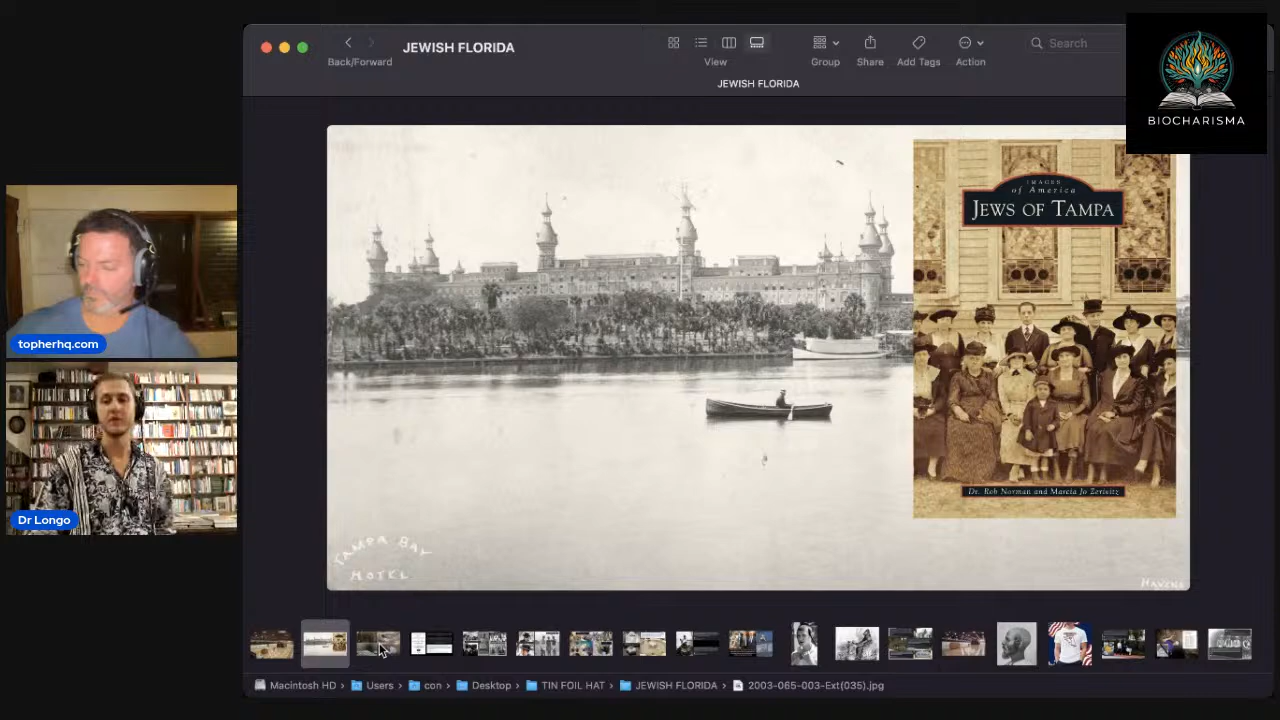 JEWISH FLORIDA
Back/Forward
View
Group
Share
Add Tags
Action
Search
JEWISH FLORIDA
BIOCHARISMA
IMAGES
of America
JEWS OF TAMPA
Dr. Rob Norman and Marcia Jo Zerivitz
TAMPA BAY
HOTEL
topherhq.com
Dr Longo
Macintosh HD › Users › con › Desktop › TIN FOIL HAT › JEWISH FLORIDA › 2003-065-003-Ext(035).jpg